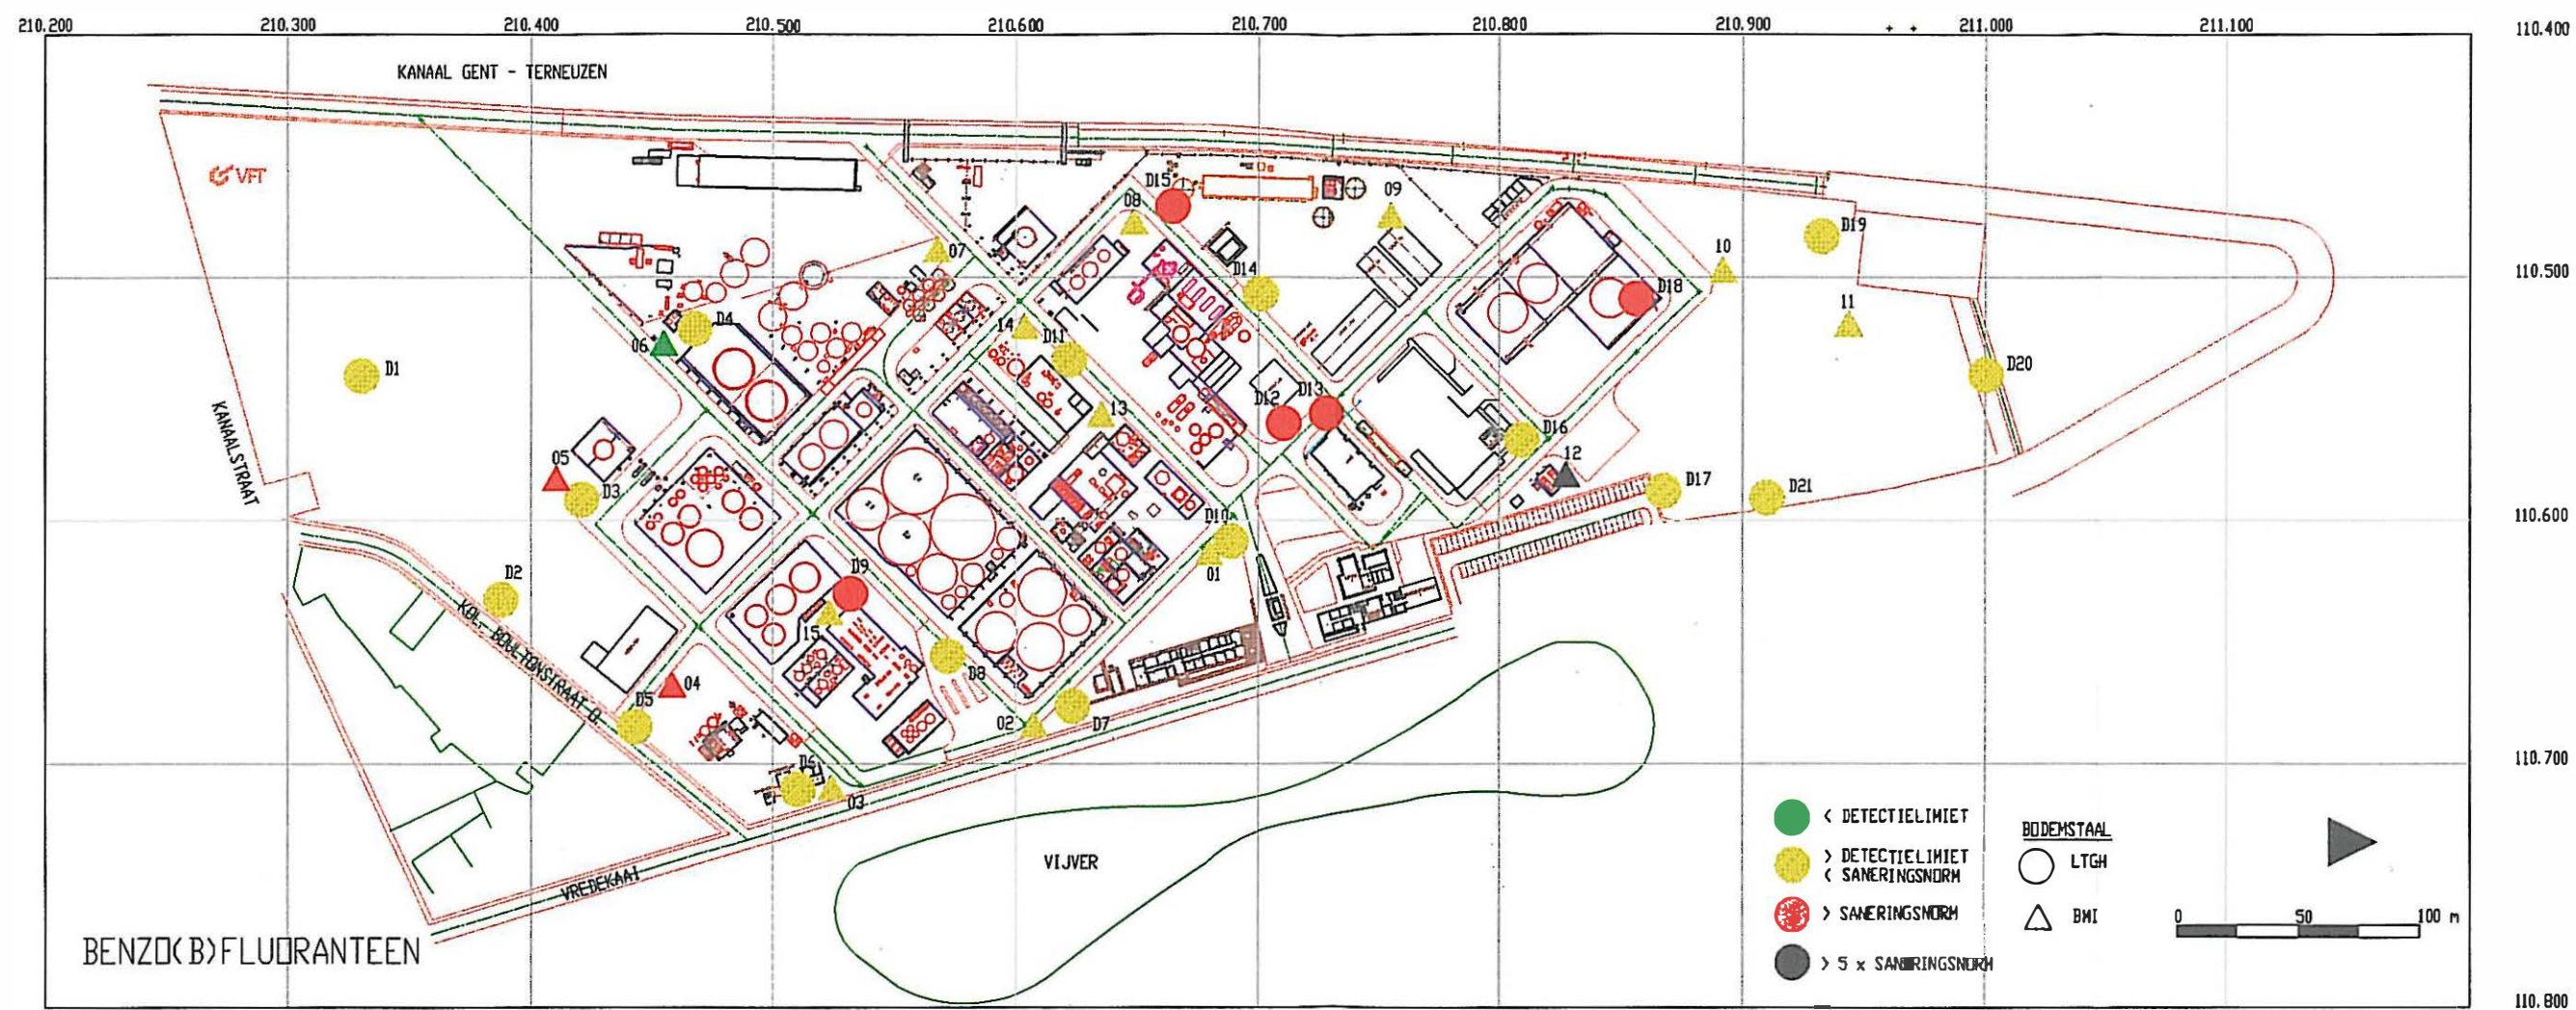 210.200 210.300 210.400 210.500 210.600 210.700 210.800 210.900 211.000 211.100 110.400
KANAAL GENT - TERNEUZEN
VFT
D15
09
08
D19
07
10
D14
110.500
D18
11
D4
14
D11
06
D1
D20
D13
13
D12
D16
KANAALSTRAAT
05
12
D3
D17
D21
D10
110.600
D9
D2
01
KOL. BOULTONSTRAAT D.
15
D8
04
D5
02
D7
110.700
D6
03
< DETECTIELIMIET
BODEMSTAAL
> DETECTIELIMIET
< SANERINGSNORM
LTGH
VIJVER
VREDEKAAI
> SANERINGSNORM
BMI
0 50 100 m
BENZO(B)FLUORANTEEN
> 5 x SANERINGSNORM
110.800